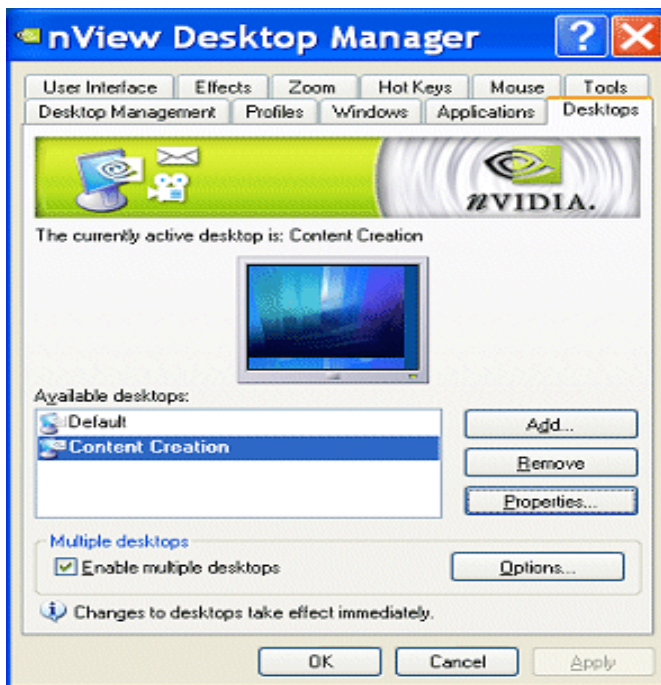 nView Desktop Manager
User Interface Effects Zoom Hot Keys Mouse Tools
Desktop Management Profiles Windows Applications Desktops
nVIDIA.
The currently active desktop is: Content Creation
Available desktops:
Default
Content Creation
Add...
Remove
Properties...
Multiple desktops
Enable multiple desktops
Options...
Changes to desktops take effect immediately.
OK Cancel Apply